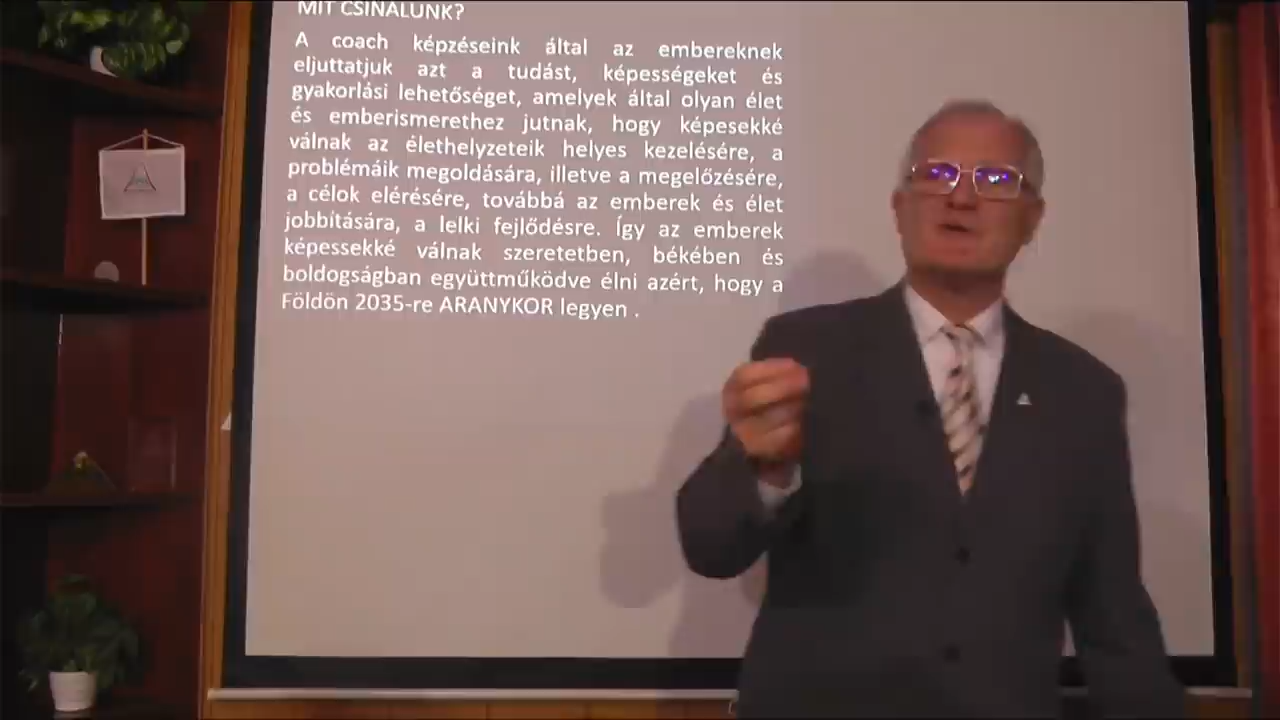 MIT CSINÁLUNK?
A coach képzéseink által az embereknek
eljuttatjuk azt a tudást, képességeket és
gyakorlási lehetőséget, amelyek által olyan élet
és emberismerethez jutnak, hogy képesekké
válnak az élethelyzeteik helyes kezelésére, a
problémáik megoldására, illetve a megelőzésére,
a célok elérésére, továbbá az emberek és élet
jobbítására, a lelki fejlődésre. Így az emberek
képessekké válnak szeretetben, békében és
boldogságban együttműködve élni azért, hogy a
Földön 2035-re ARANYKOR legyen .